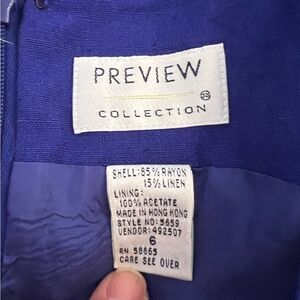 PREVIEW
COLLECTION
SHELL: 85% RAYON
15% LINEN
LINING:
100% ACETATE
MADE IN HONG KONG
STYLE NO: 5659
VENDOR: 492507
6
RN 58665
CARE SEE OVER